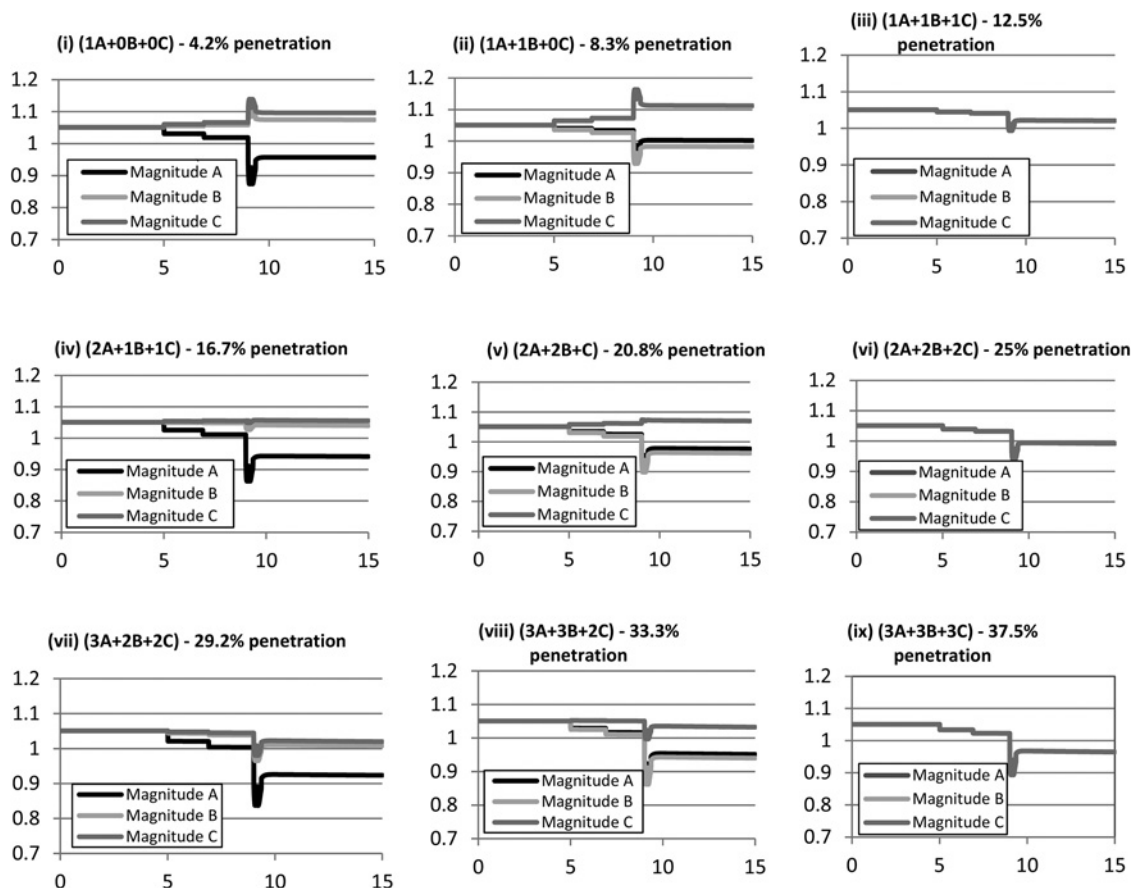 (i) (1A+0B+0C) - 4.2% penetration
1.2
1.1
1
0.9
0.8
0.7
Magnitude A
Magnitude B
Magnitude C
0 5 10 15
(ii) (1A+1B+0C) - 8.3% penetration
1.2
1.1
1
0.9
0.8
0.7
Magnitude A
Magnitude B
Magnitude C
0 5 10 15
(iii) (1A+1B+1C) - 12.5%
penetration
1.2
1.1
1
0.9
0.8
0.7
Magnitude A
Magnitude B
Magnitude C
0 5 10 15
(iv) (2A+1B+1C) - 16.7% penetration
1.2
1.1
1
0.9
0.8
0.7
Magnitude A
Magnitude B
Magnitude C
0 5 10 15
(v) (2A+2B+C) - 20.8% penetration
1.2
1.1
1
0.9
0.8
0.7
Magnitude A
Magnitude B
Magnitude C
0 5 10 15
(vi) (2A+2B+2C) - 25% penetration
1.2
1.1
1
0.9
0.8
0.7
Magnitude A
Magnitude B
Magnitude C
0 5 10 15
(vii) (3A+2B+2C) - 29.2% penetration
1.2
1.1
1
0.9
0.8
0.7
Magnitude A
Magnitude B
Magnitude C
0 5 10 15
(viii) (3A+3B+2C) - 33.3%
penetration
1.2
1.1
1
0.9
0.8
0.7
Magnitude A
Magnitude B
Magnitude C
0 5 10 15
(ix) (3A+3B+3C) - 37.5%
penetration
1.2
1.1
1
0.9
0.8
0.7
Magnitude A
Magnitude B
Magnitude C
0 5 10 15